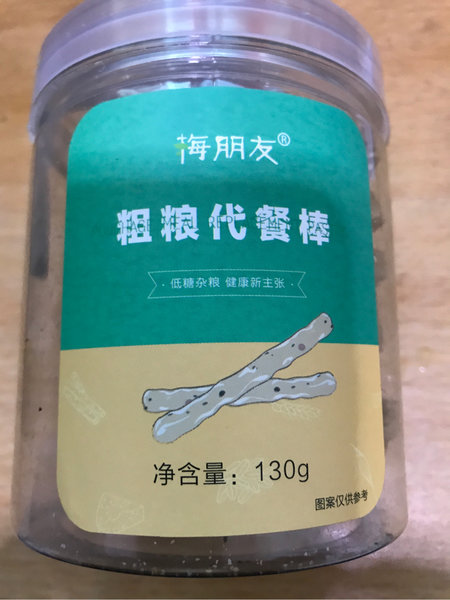 梅朋友®
粗粮代餐棒
低糖杂粮 健康新主张
净含量：130g
图案仅供参考